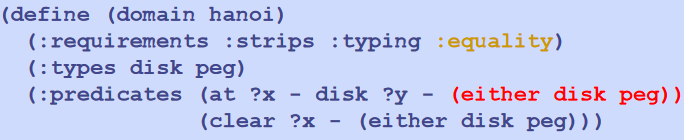 (define (domain hanoi)
(:requirements :strips :typing :equality)
(:types disk peg)
(:predicates (at ?x - disk ?y - (either disk peg))
(clear ?x - (either disk peg)))